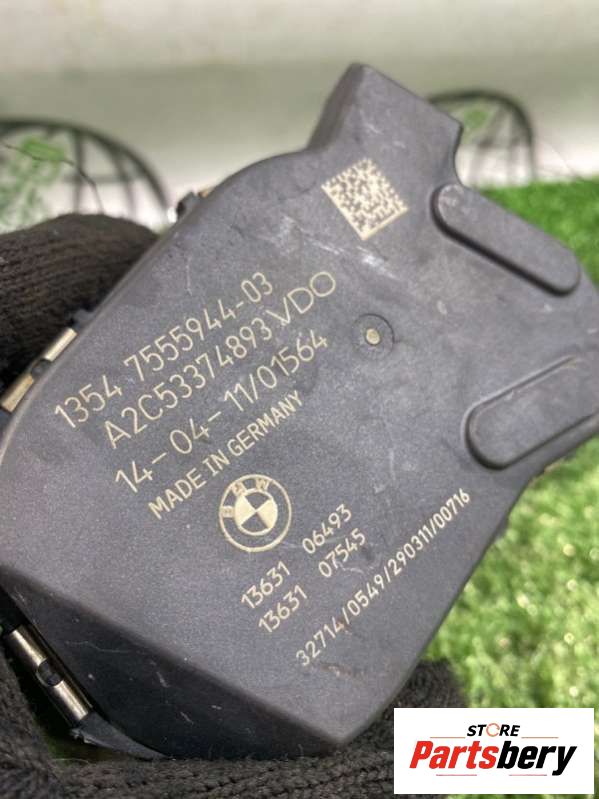 1354 7555944-03
A2C53374893 VDO
14-04-11/01564
MADE IN GERMANY
BMW
13631 06493
13631 07545
32714/0549/290311/00716
STORE
Partsbery